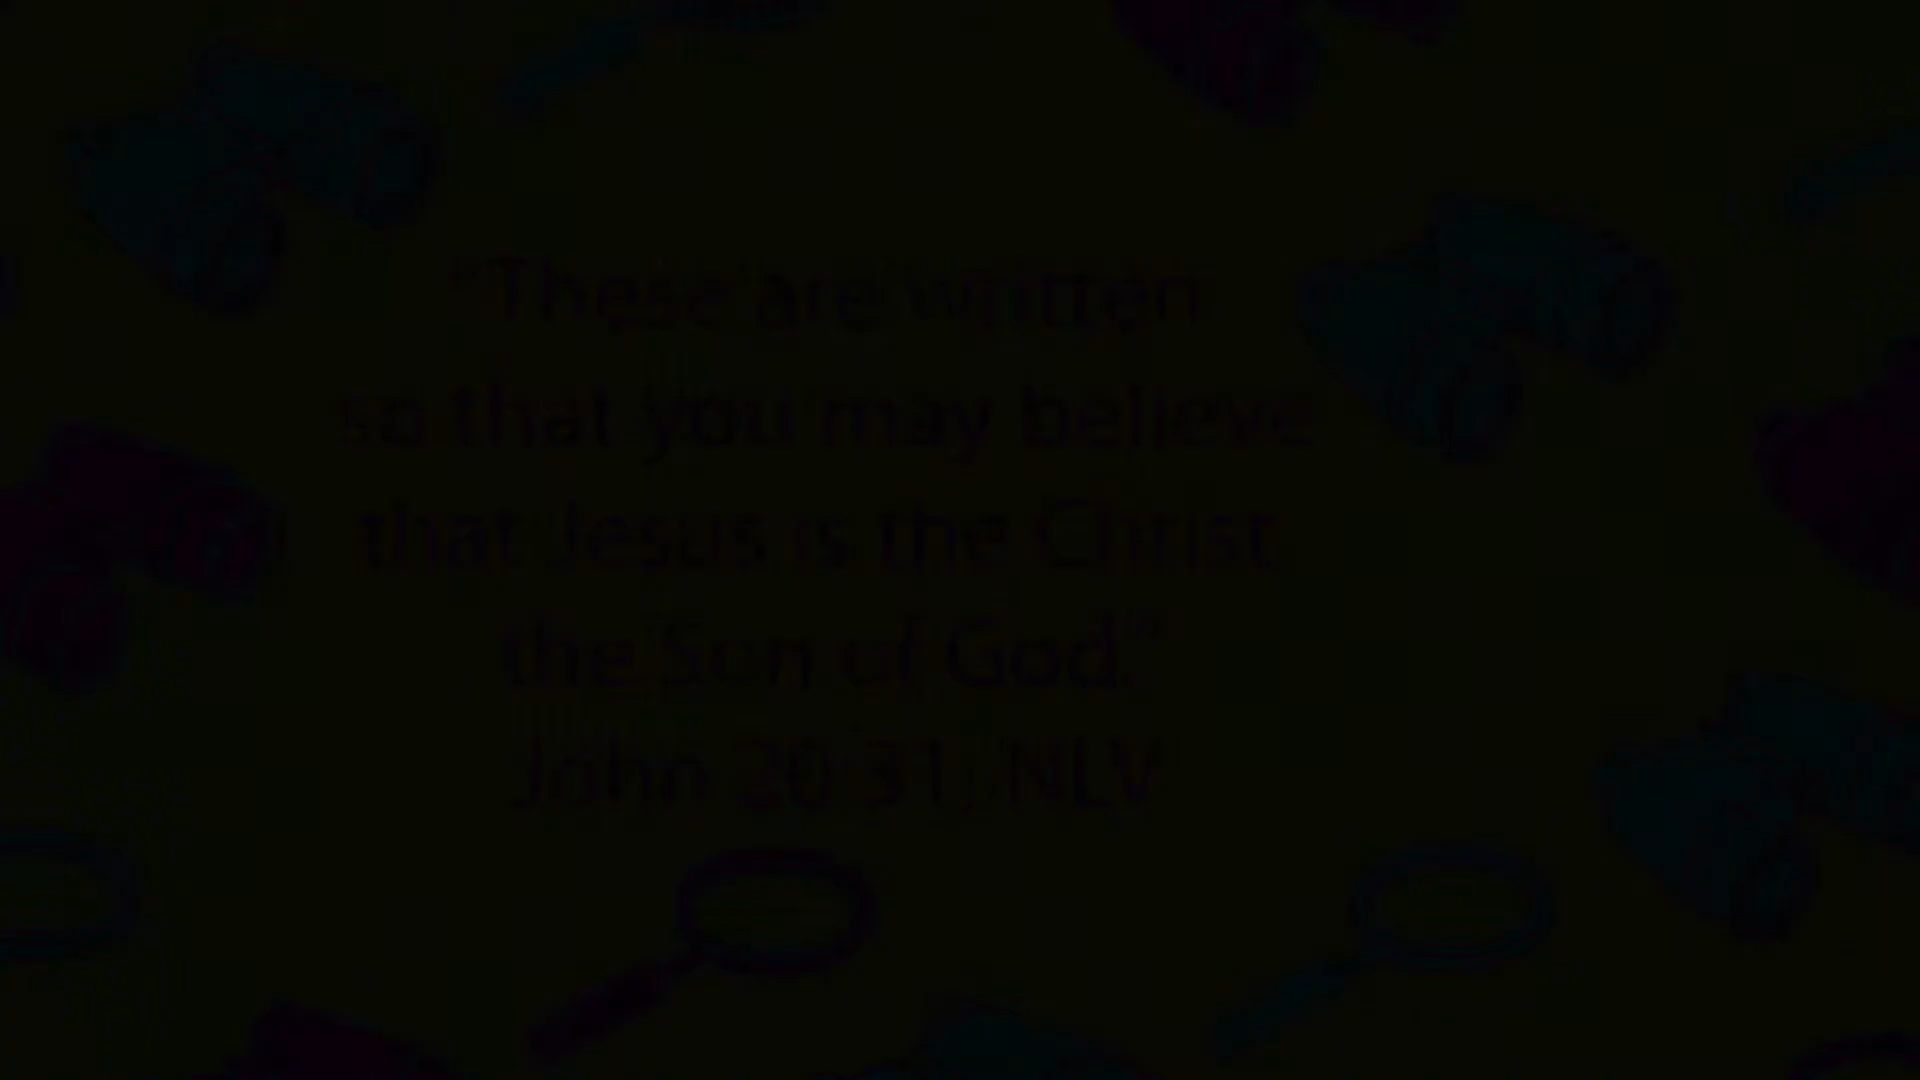 "These are written
so that you may believe
that Jesus is the Christ,
the Son of God."
John 20:31, NLV